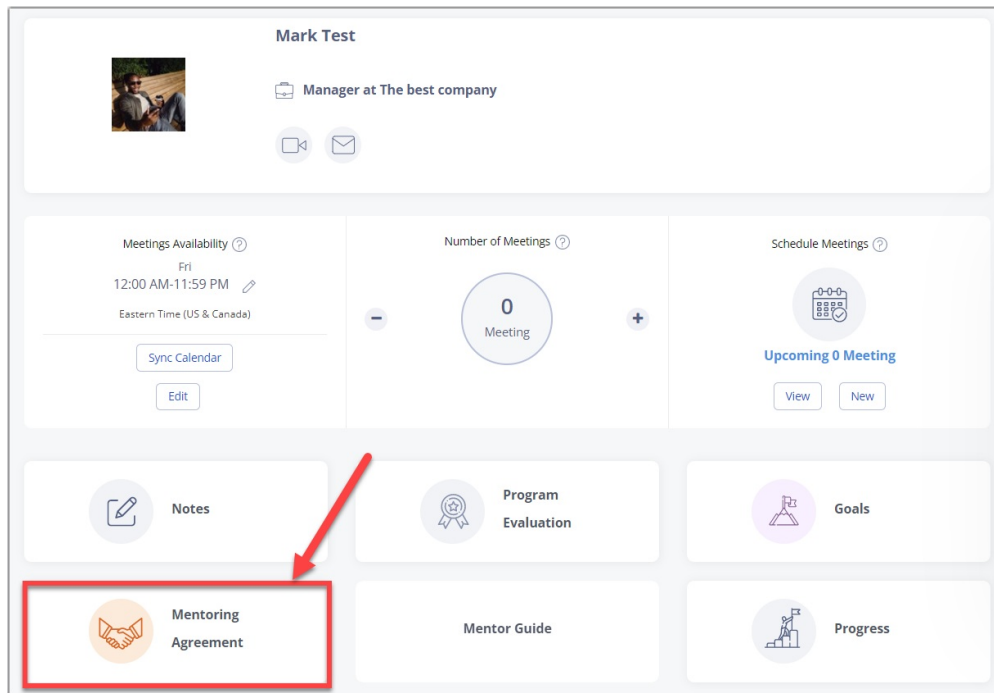 Mark Test
Manager at The best company
Meetings Availability ?
Fri
12:00 AM-11:59 PM
Eastern Time (US & Canada)
Sync Calendar
Edit
Number of Meetings ?
0
Meeting
Schedule Meetings ?
Upcoming 0 Meeting
View
New
Notes
Program
Evaluation
Goals
Mentoring
Agreement
Mentor Guide
Progress